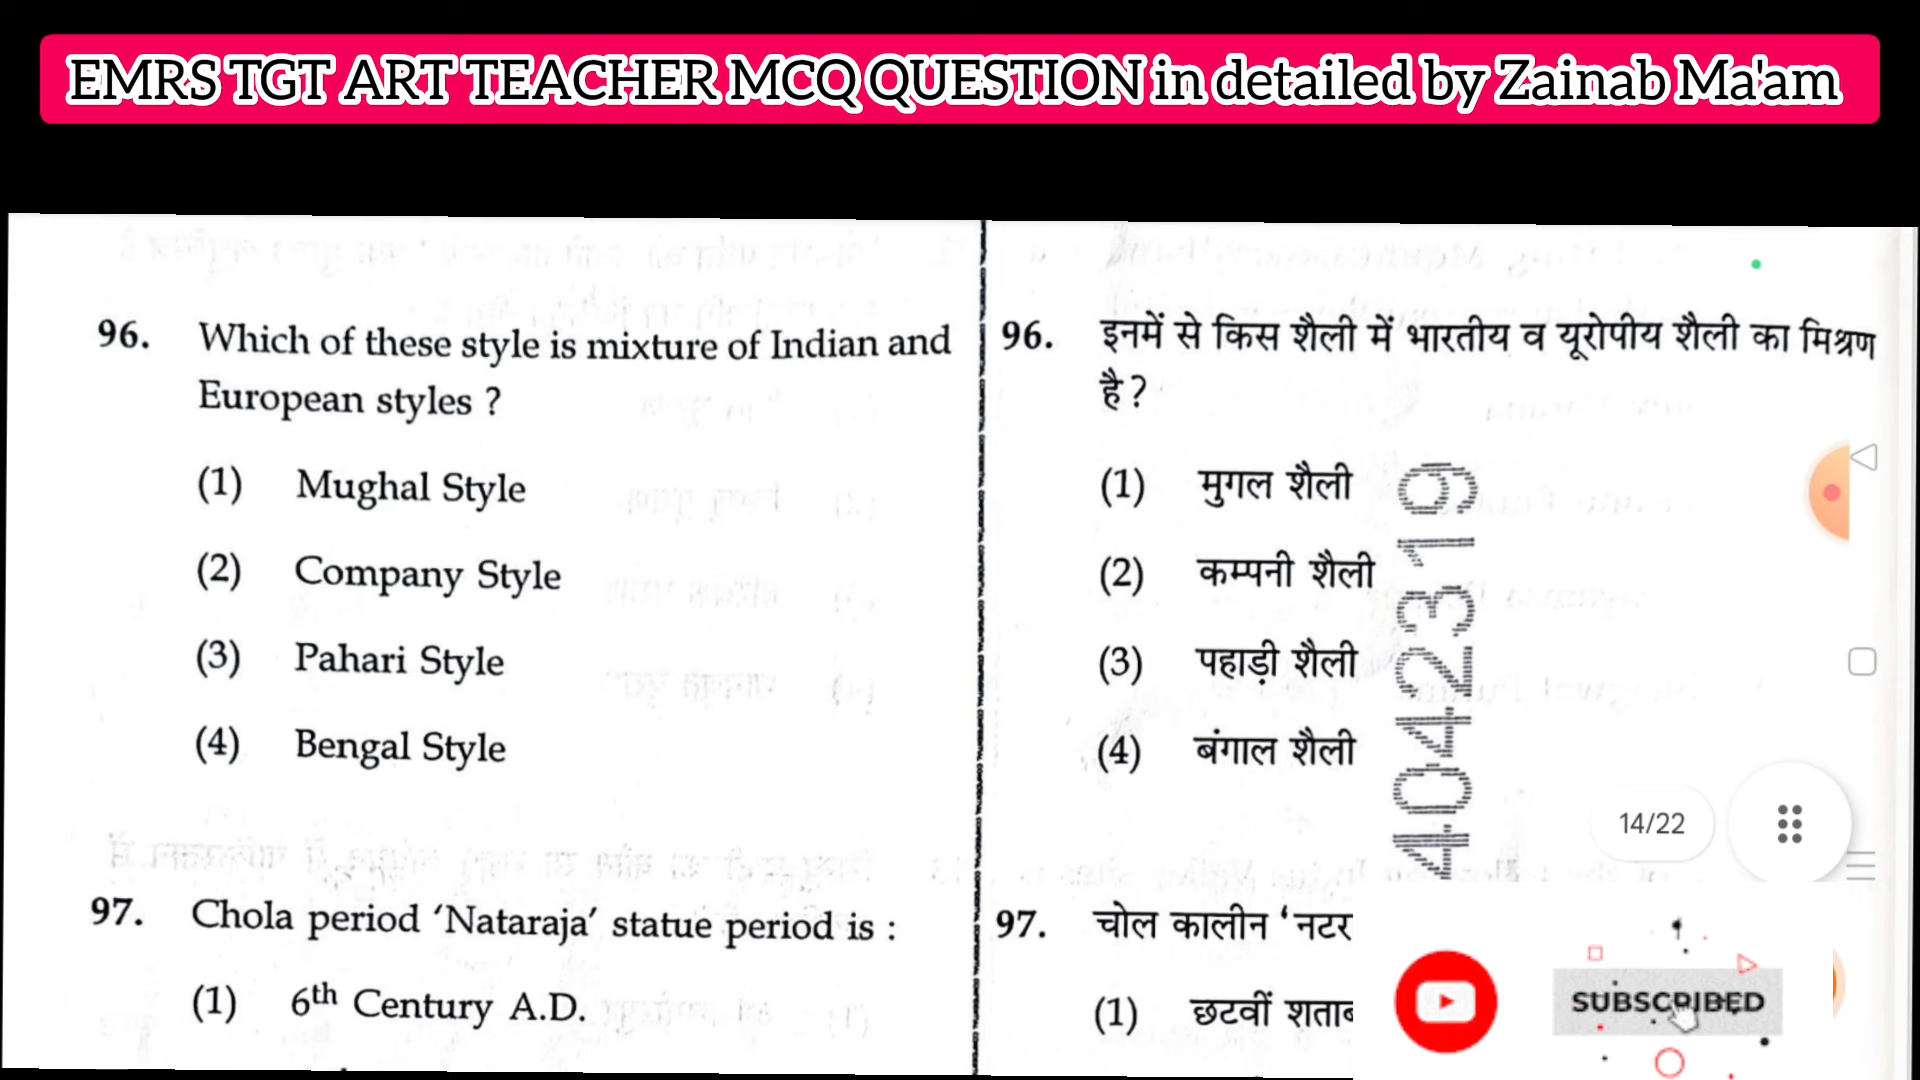 EMRS TGT ART TEACHER MCQ QUESTION in detailed by Zainab Ma'am
96. Which of these style is mixture of Indian and
European styles ?
(1) Mughal Style
(2) Company Style
(3) Pahari Style
(4) Bengal Style
97. Chola period ‘Nataraja’ statue period is :
(1) 6th Century A.D.
96. इनमें से किस शैली में भारतीय व यूरोपीय शैली का मिश्रण
है ?
(1) मुगल शैली
(2) कम्पनी शैली
(3) पहाड़ी शैली
(4) बंगाल शैली
97. चोल कालीन ‘नटर
(1) छटवीं
4042319
14/22
SUBSCRIBED